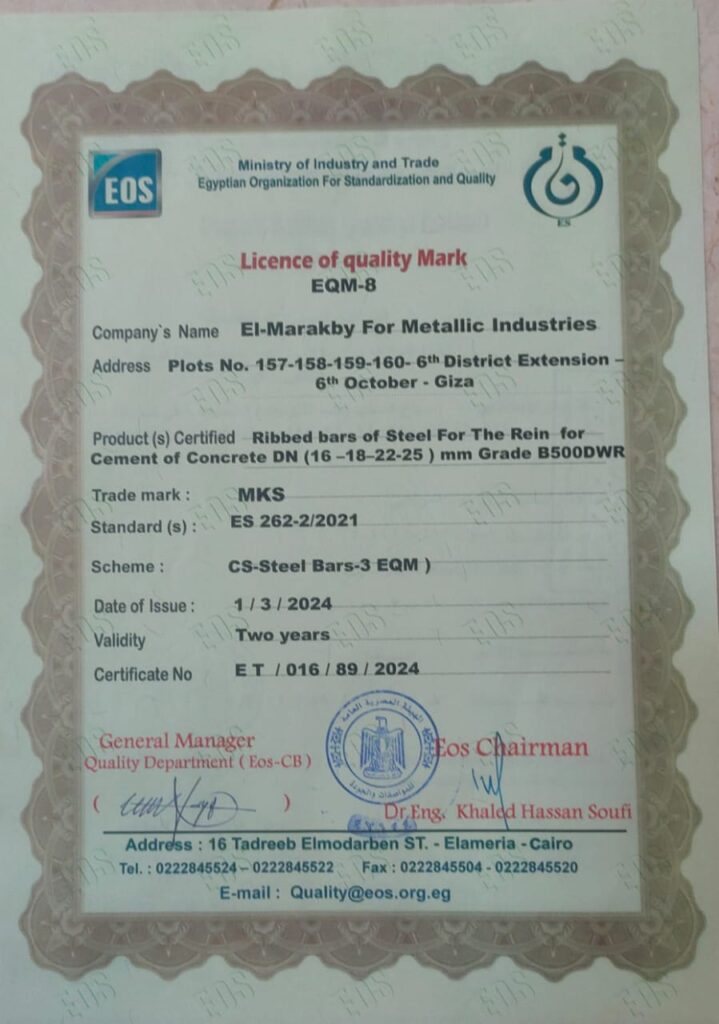 EOS
Ministry of Industry and Trade
Egyptian Organization For Standardization and Quality
ES
Licence of quality Mark
EQM-8
Company`s Name El-Marakby For Metallic Industries
Address Plots No. 157-158-159-160- 6th District Extension –
6th October - Giza
Product (s) Certified Ribbed bars of Steel For The Rein for
Cement of Concrete DN (16 –18–22-25 ) mm Grade B500DWR
Trade mark : MKS
Standard (s) : ES 262-2/2021
Scheme : CS-Steel Bars-3 EQM )
Date of Issue : 1 / 3 / 2024
Validity Two years
Certificate No E T / 016 / 89 / 2024
الهيئة المصرية العامة
للمواصفات والجودة
General Manager
Quality Department ( Eos-CB )
Eos Chairman
( )
Dr.Eng. Khaled Hassan Soufi
Address : 16 Tadreeb Elmodarben ST. - Elameria -Cairo
Tel. : 0222845524 – 0222845522 Fax : 0222845504 - 0222845520
E-mail : Quality@eos.org.eg